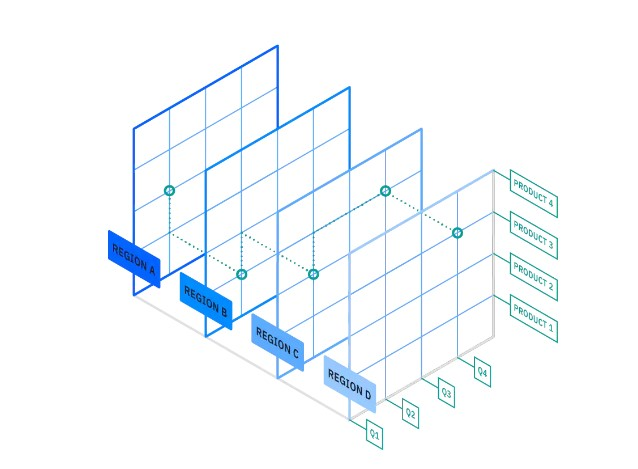 PRODUCT 4
PRODUCT 3
REGION A
PRODUCT 2
REGION B
PRODUCT 1
REGION C
Q4
REGION D
Q3
Q2
Q1